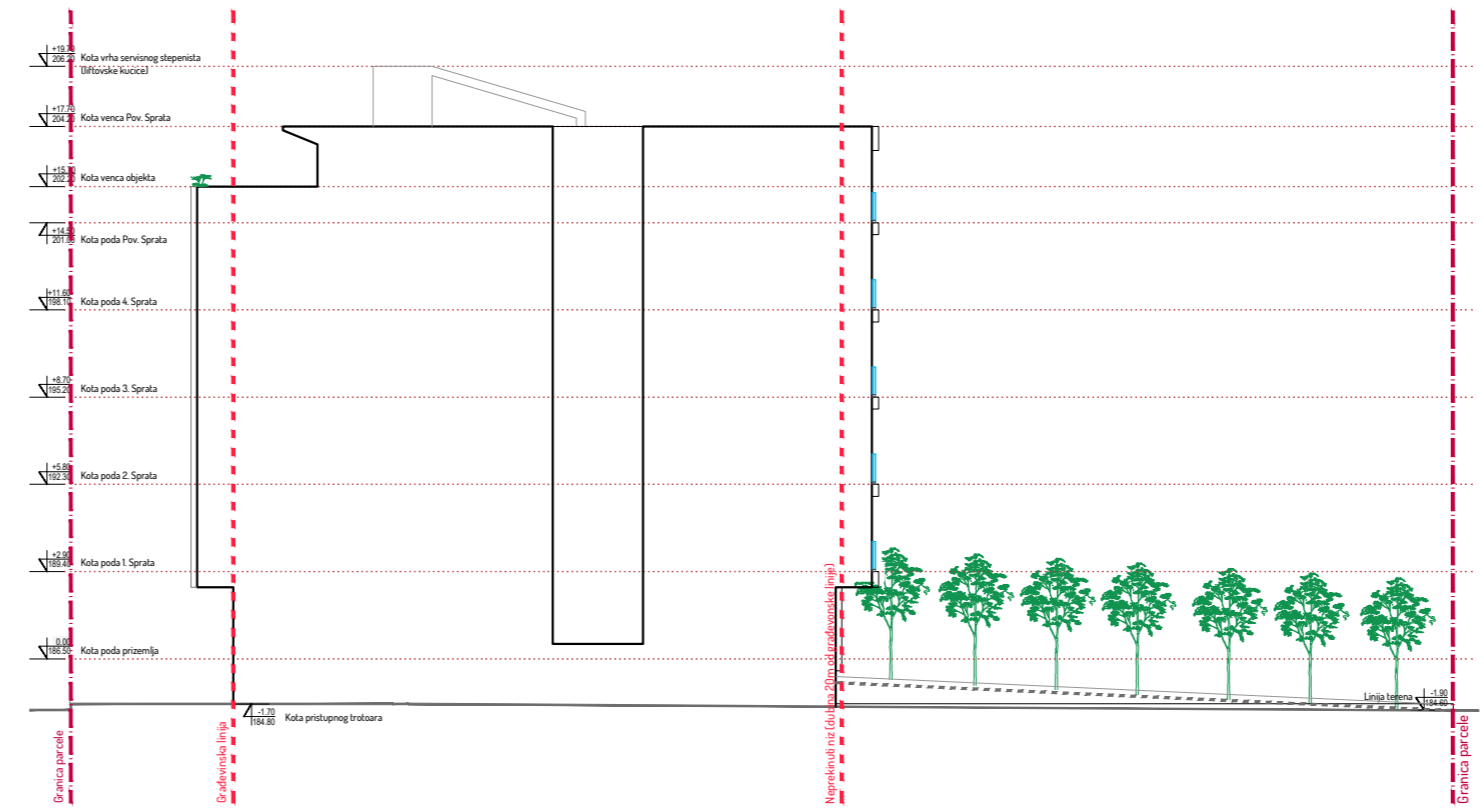 +19.70
206.20 Kota vrha servisnog stepenista
(liftovske kucice)
+17.70
204.20 Kota venca Pov. Sprata
+15.70
202.20 Kota venca objekta
+14.50
201.00 Kota poda Pov. Sprata
+11.60
198.10 Kota poda 4. Sprata
+8.70
195.20 Kota poda 3. Sprata
+5.80
192.30 Kota poda 2. Sprata
+2.90
189.40 Kota poda 1. Sprata
0.00
186.50 Kota poda prizemlja
-1.70
184.80 Kota pristupnog trotoara
Linija terena -1.90
184.60
Granica parcele
Građevinska linija
Neprekinuti niz (dubina 20m od građevonske linije)
Granica parcele